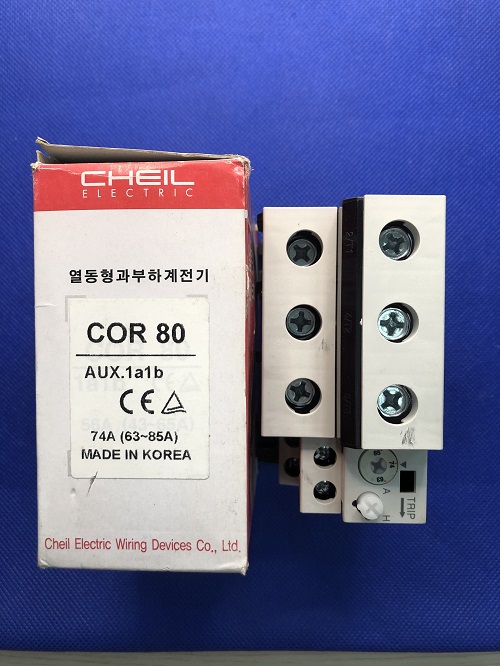 CHEIL
ELECTRIC
열동형과부하계전기
COR 80
AUX.1a1b
CE
74A (63~85A)
MADE IN KOREA
Cheil Electric Wiring Devices Co., Ltd.
TRIP
A
H